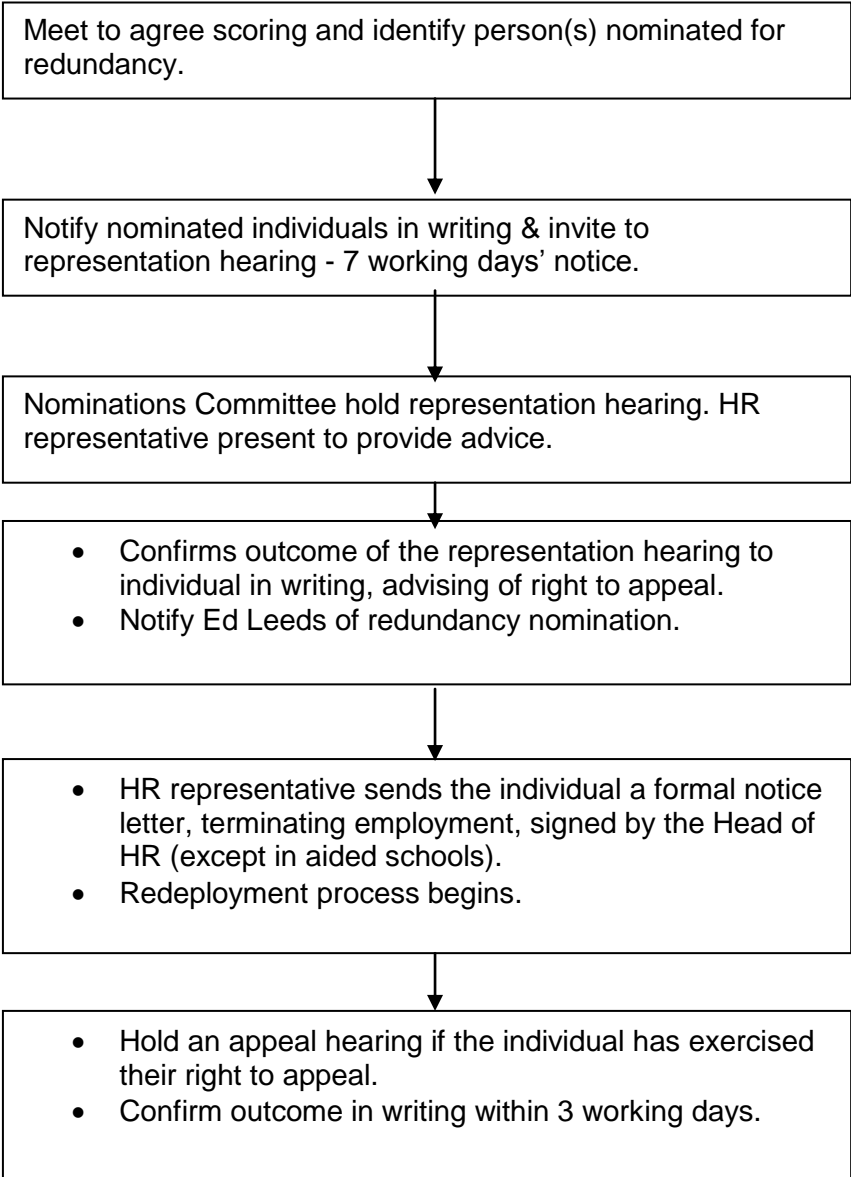 Meet to agree scoring and identify person(s) nominated for
redundancy.
Notify nominated individuals in writing & invite to
representation hearing - 7 working days’ notice.
Nominations Committee hold representation hearing. HR
representative present to provide advice.
• Confirms outcome of the representation hearing to
individual in writing, advising of right to appeal.
• Notify Ed Leeds of redundancy nomination.
• HR representative sends the individual a formal notice
letter, terminating employment, signed by the Head of
HR (except in aided schools).
• Redeployment process begins.
• Hold an appeal hearing if the individual has exercised
their right to appeal.
• Confirm outcome in writing within 3 working days.